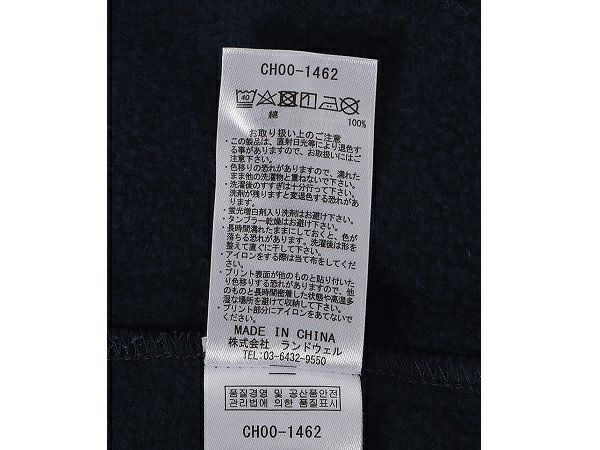 CH00-1462
40
綿
100%
お取り扱い上のご注意
・この製品は、直射日光等により退色す
る事がありますので、お取扱いにはご
注意下さい。
・色移りの恐れがありますので、濡れた
まま他の洗濯物と重ねないで下さい。
・洗濯後のすすぎは十分行って下さい。
洗剤が残りますと変退色する恐れがあ
ります。
・蛍光増白剤入り洗剤はお避け下さい。
・タンブラー乾燥はお避け下さい。
・長時間濡れたままにしておくと、色が
落ちる恐れがあります。洗濯後は形を
整えて直ぐに干して下さい。
・アイロンをする際は当て布をしてくだ
さい。
・プリント表面が他のものと貼り付いた
り色移りする恐れがありますので、他
のものと長時間密着した状態や高温多
湿な場所を避けて収納して下さい。
・プリント部分にアイロンをあてないで
ください。
MADE IN CHINA
株式会社 ランドウェル
TEL:03-6432-9550
품질경영 및 공산품안전
관리법에 의한 품질표시
CH00-1462